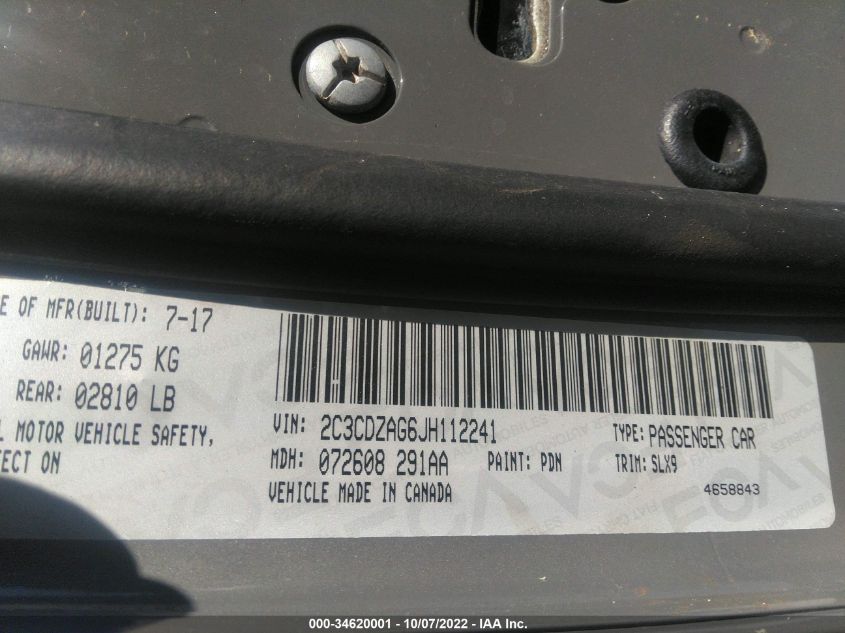 E OF MFR(BUILT): 7-17
GAWR: 01275 KG
REAR: 02810 LB
L MOTOR VEHICLE SAFETY,
FECT ON
VIN: 2C3CDZAG6JH112241
TYPE: PASSENGER CAR
MDH: 072608 291AA
PAINT: PDN
TRIM: SLX9
VEHICLE MADE IN CANADA
4658843
000-34620001 - 10/07/2022 - IAA Inc.